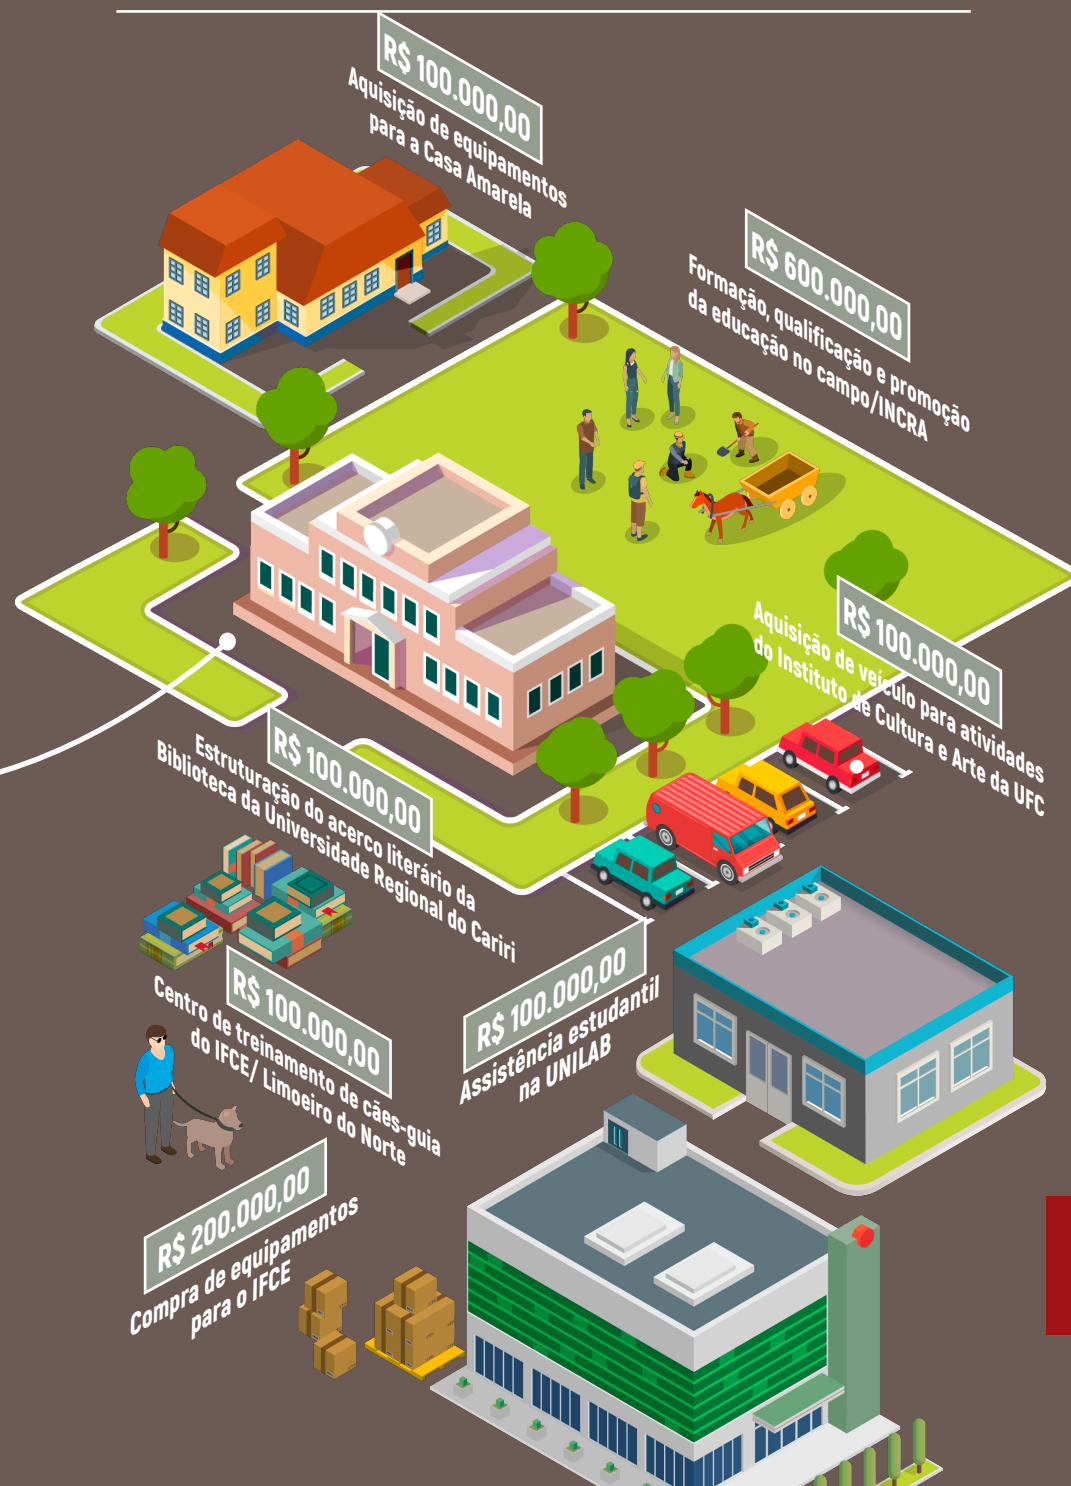 R$ 100.000,00
Aquisição de equipamentos
para a Casa Amarela
R$ 600.000,00
Formação, qualificação e promoção
da educação no campo/INCRA
R$ 100.000,00
Aquisição de veículo para atividades
do Instituto de Cultura e Arte da UFC
R$ 100.000,00
Estruturação do acerco literário da
Biblioteca da Universidade Regional do Cariri
R$ 100.000,00
Centro de treinamento de cães-guia
do IFCE/ Limoeiro do Norte
R$ 100.000,00
Assistência estudantil
na UNILAB
R$ 200.000,00
Compra de equipamentos
para o IFCE